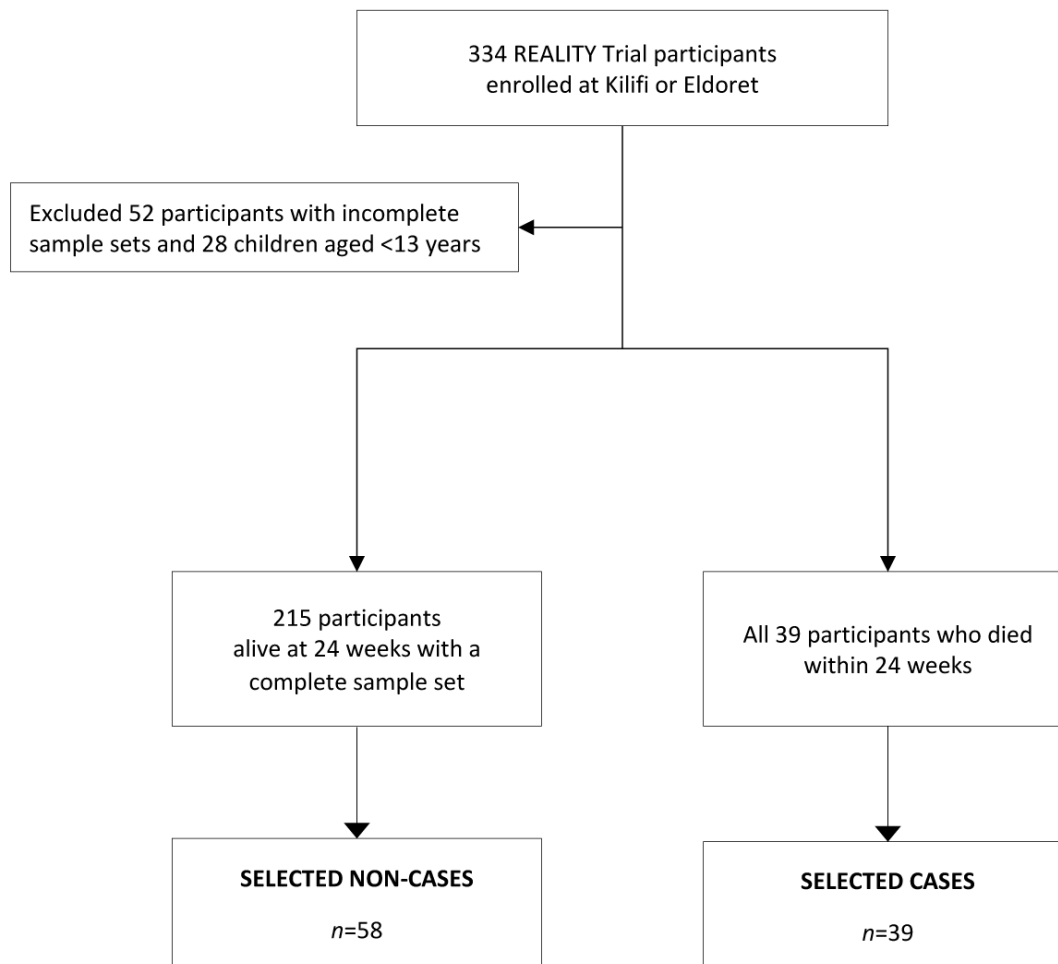 334 REALITY Trial participants
enrolled at Kilifi or Eldoret
Excluded 52 participants with incomplete
sample sets and 28 children aged <13 years
215 participants
alive at 24 weeks with a
complete sample set
All 39 participants who died
within 24 weeks
SELECTED NON-CASES
n=58
SELECTED CASES
n=39